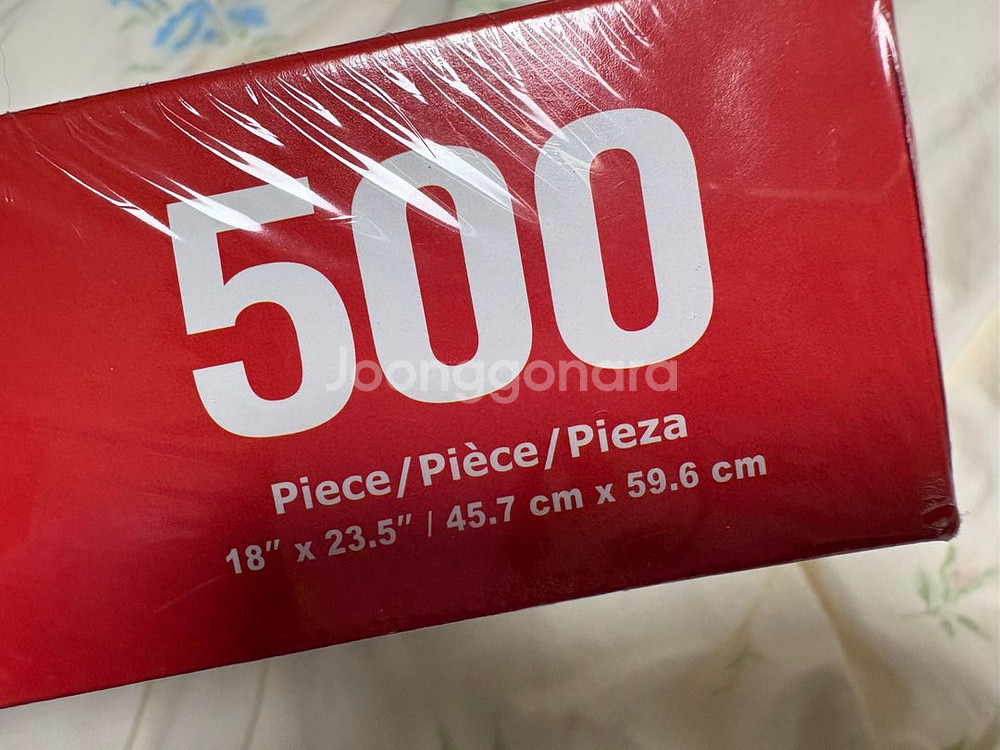 500
Joonggonara
Piece/Pièce/Pieza
18" x 23.5" | 45.7 cm x 59.6 cm